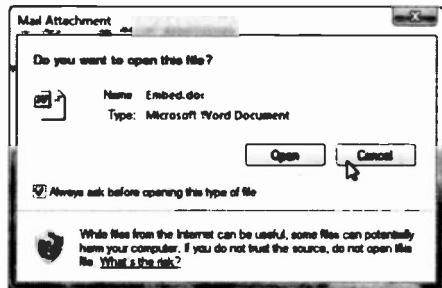 Mail Attachment
Do you want to open this file?
Name Embed.doc
Type: Microsoft Word Document
Open Cancel
Always ask before opening this type of file
While files from the Internet can be useful, some files can potentially
harm your computer. If you do not trust the source, do not open this
file. What's the risk?